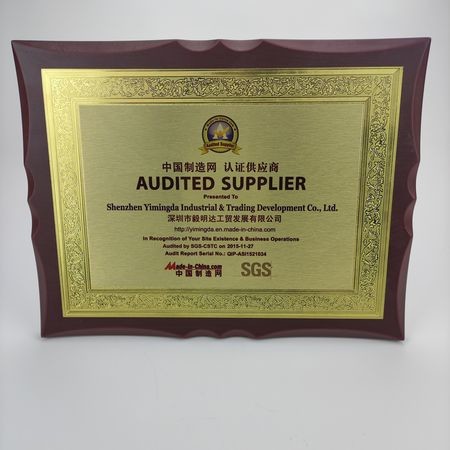 Audited Supplier
中国制造网 认证供应商
AUDITED SUPPLIER
Presented To
Shenzhen Yimingda Industrial & Trading Development Co., Ltd.
深圳市毅明达工贸发展有限公司
http://yimingda.en.made-in-china.com
In Recognition of Your Site Existence & Business Operations
Audited by SGS-CSTC on 2015-11-27
Audit Report Serial No.: QIP-ASI1521034
Made-in-China.com
中国制造网
SGS